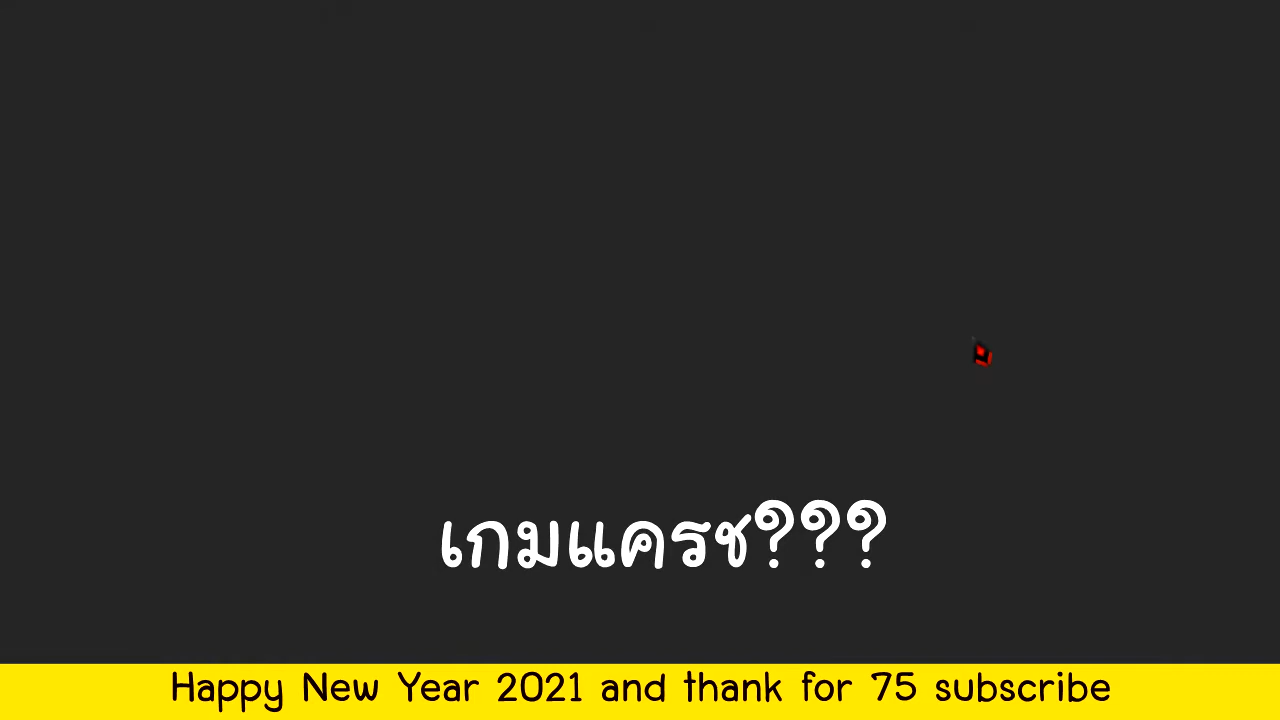 เกมแครช???
Happy New Year 2021 and thank for 75 subscribe